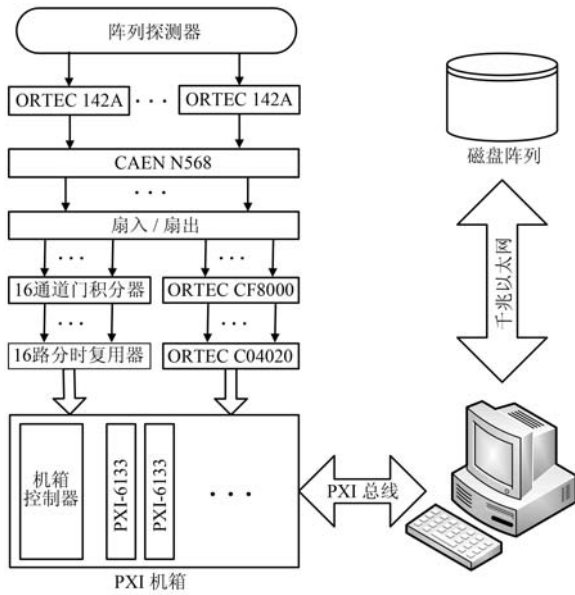 阵列探测器
ORTEC 142A · · · ORTEC 142A
CAEN N568
· · ·
扇入 / 扇出
· · · · · ·
16通道门积分器 ORTEC CF8000
· · · · · ·
16路分时复用器 ORTEC C04020
机箱
控制器
PXI-6133
PXI-6133
· · ·
PXI 机箱
PXI 总线
磁盘阵列
千兆以太网